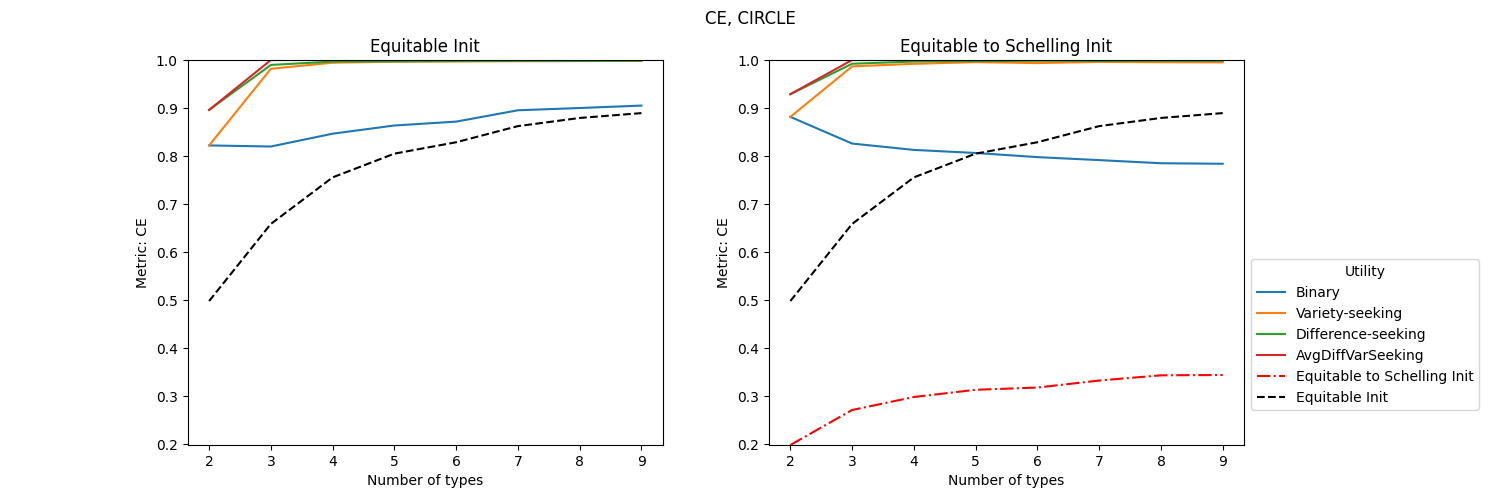 CE, CIRCLE
Equitable Init
1.0
0.9
0.8
0.7
0.6
0.5
0.4
0.3
0.2
Metric: CE
2 3 4 5 6 7 8 9
Number of types
Equitable to Schelling Init
1.0
0.9
0.8
0.7
0.6
0.5
0.4
0.3
0.2
Metric: CE
2 3 4 5 6 7 8 9
Number of types
Utility
Binary
Variety-seeking
Difference-seeking
AvgDiffVarSeeking
Equitable to Schelling Init
Equitable Init